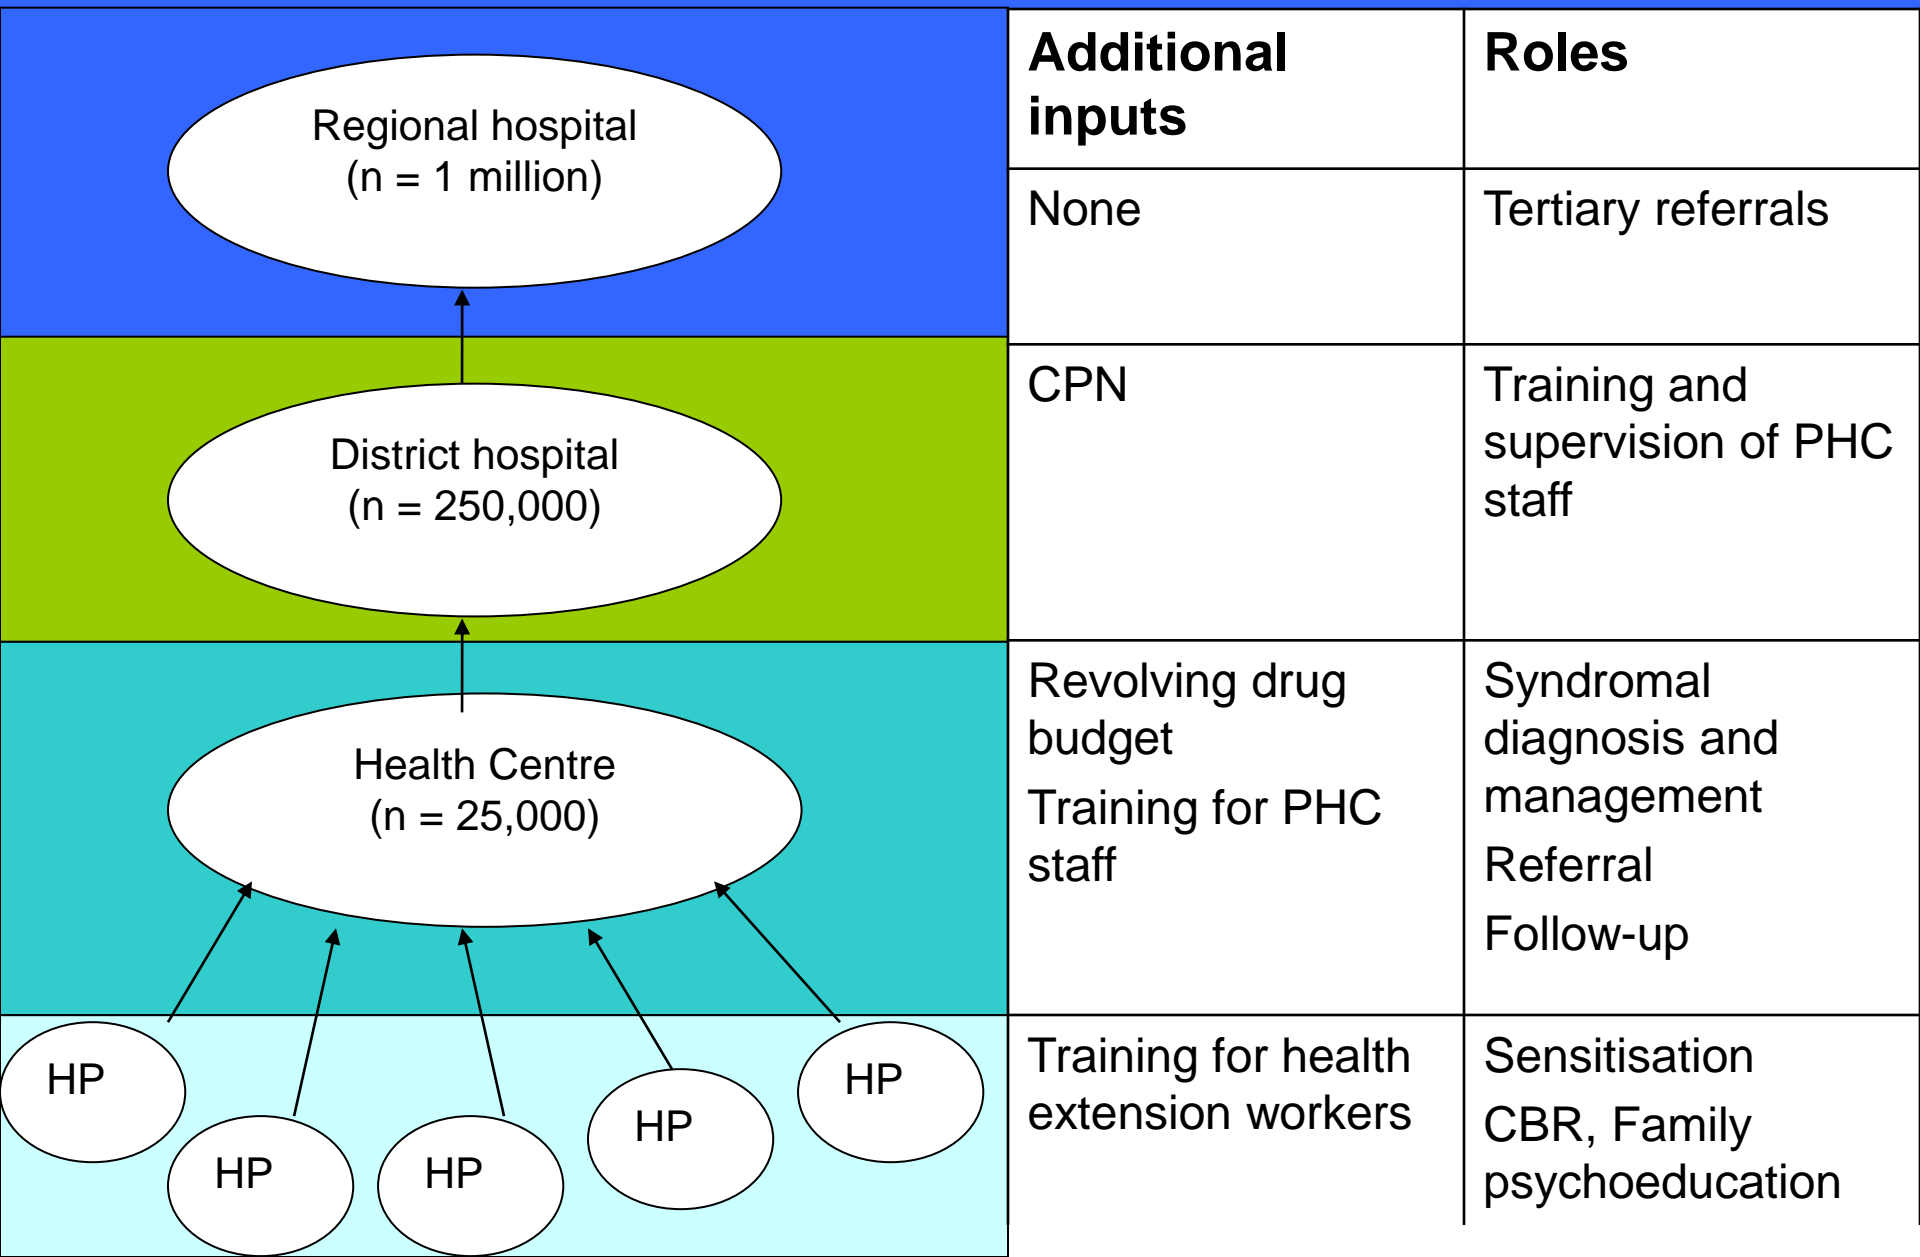 Additional
inputs
Roles
Regional hospital
(n = 1 million)
None
Tertiary referrals
District hospital
(n = 250,000)
CPN
Training and
supervision of PHC
staff
Health Centre
(n = 25,000)
Revolving drug
budget
Training for PHC
staff
Syndromal
diagnosis and
management
Referral
Follow-up
HP
HP
HP
HP
HP
Training for health
extension workers
Sensitisation
CBR, Family
psychoeducation